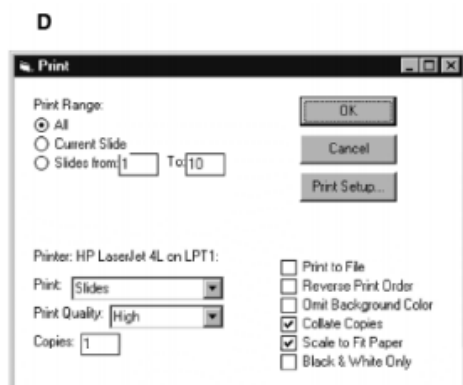 D
Print
Print Range:
All
Current Slide
Slides from: 1 To: 10
OK
Cancel
Print Setup...
Printer: HP LaserJet 4L on LPT1:
Print: Slides
Print Quality: High
Copies: 1
Print to File
Reverse Print Order
Omit Background Color
Collate Copies
Scale to Fit Paper
Black & White Only